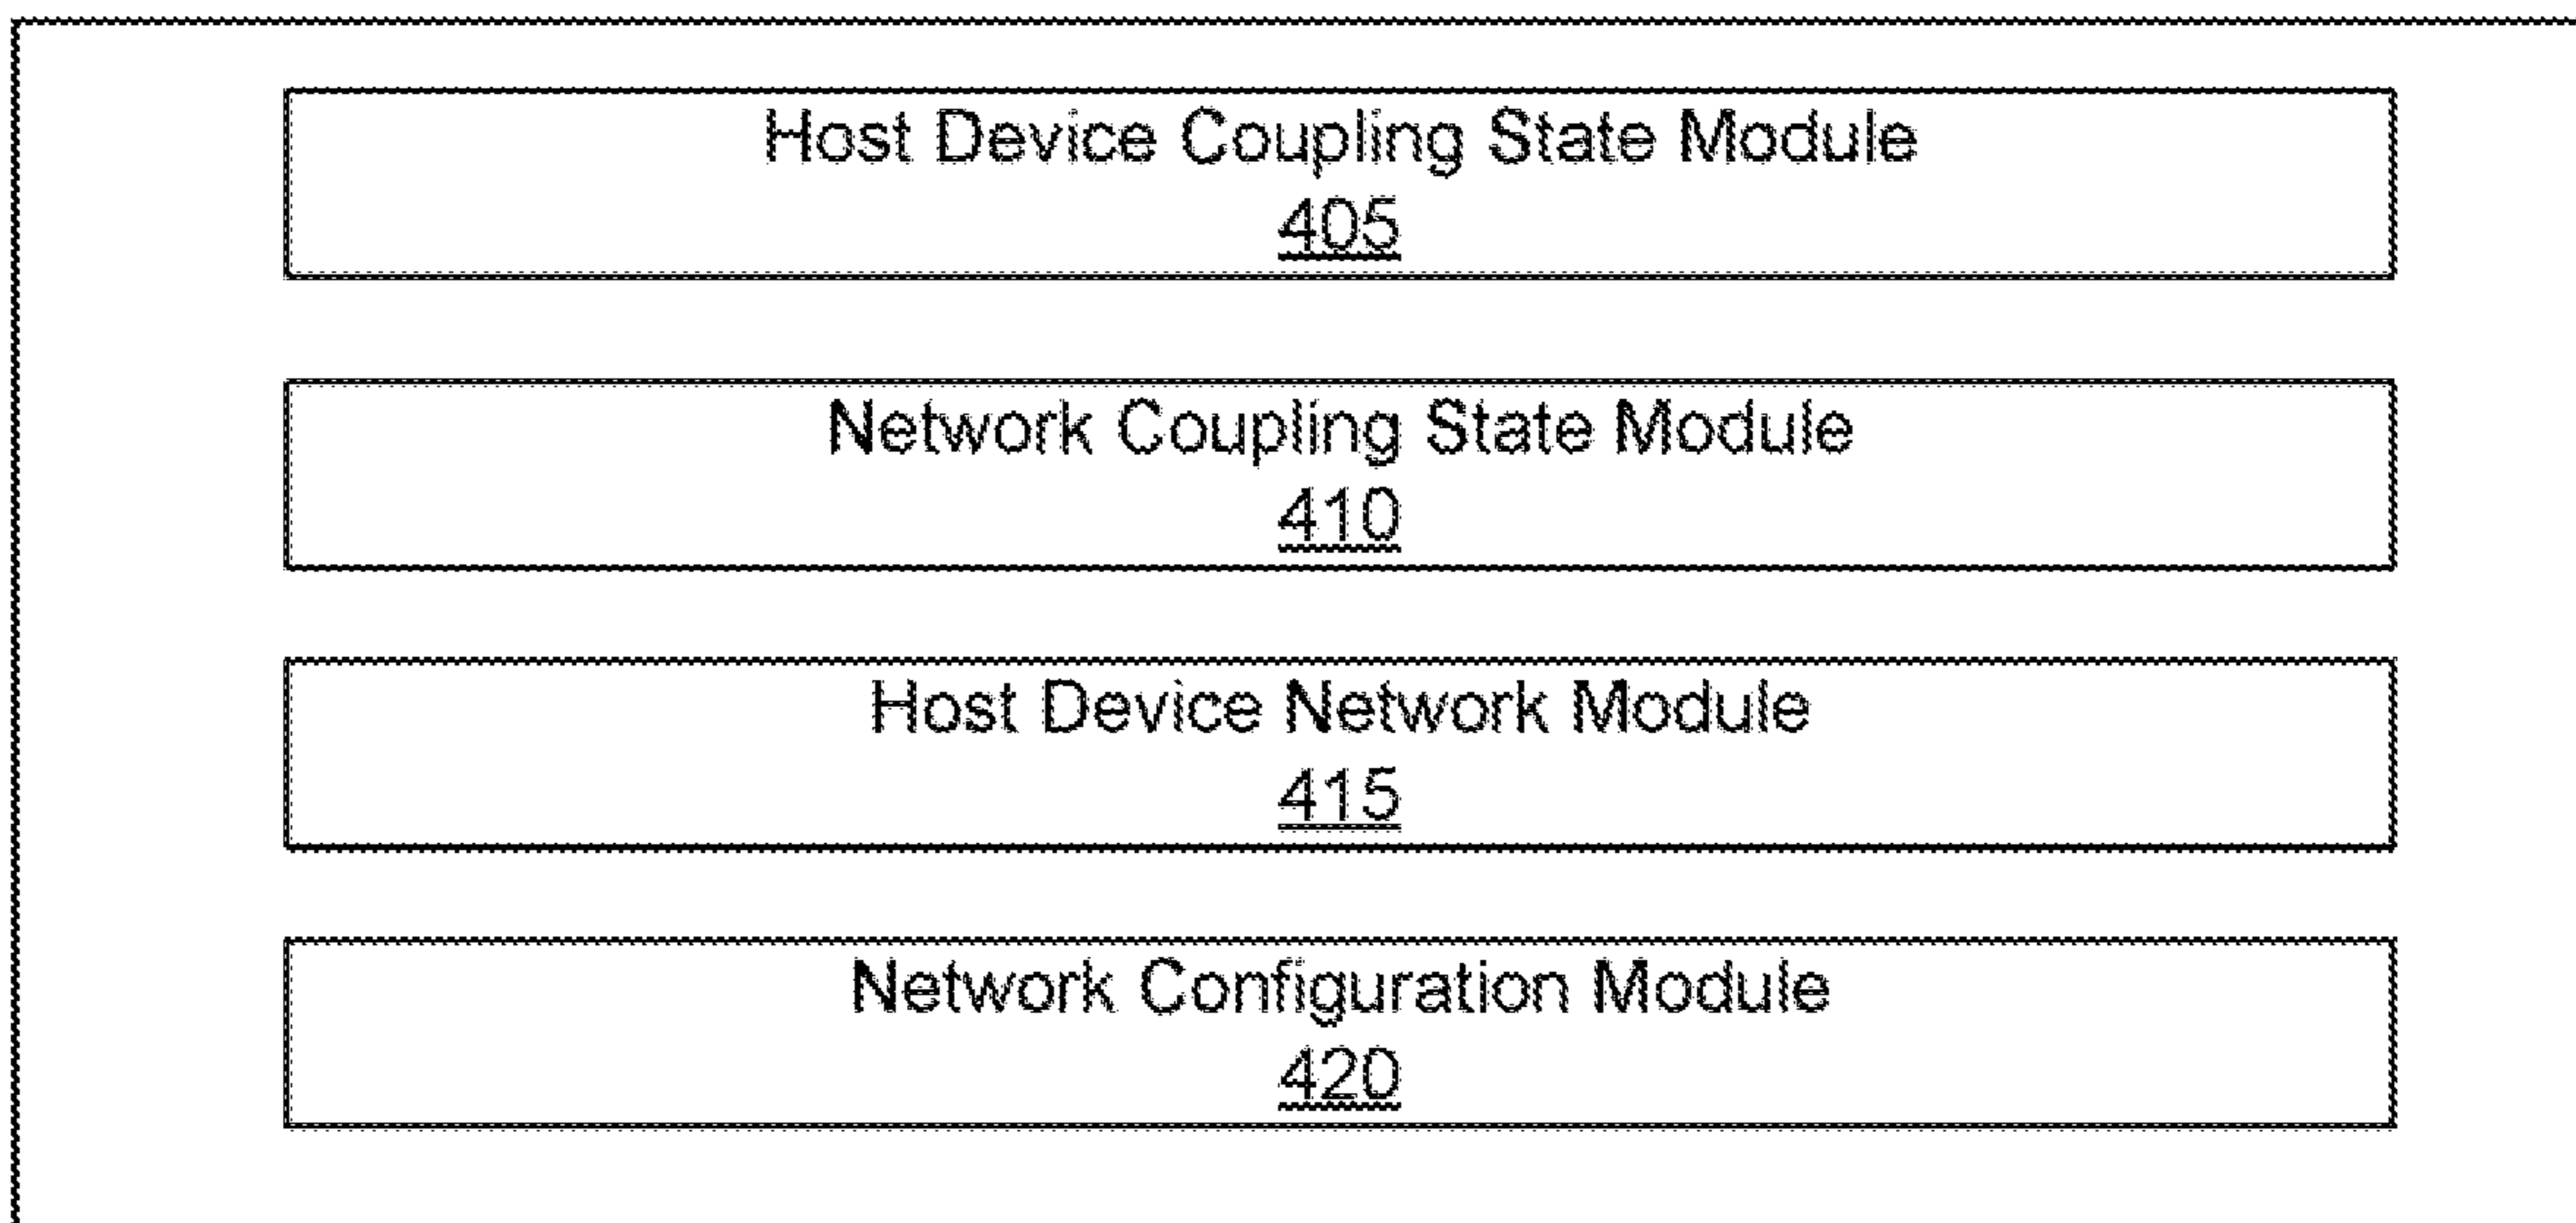 Host Device Coupling State Module
405
Network Coupling State Module
410
Host Device Network Module
415
Network Configuration Module
420